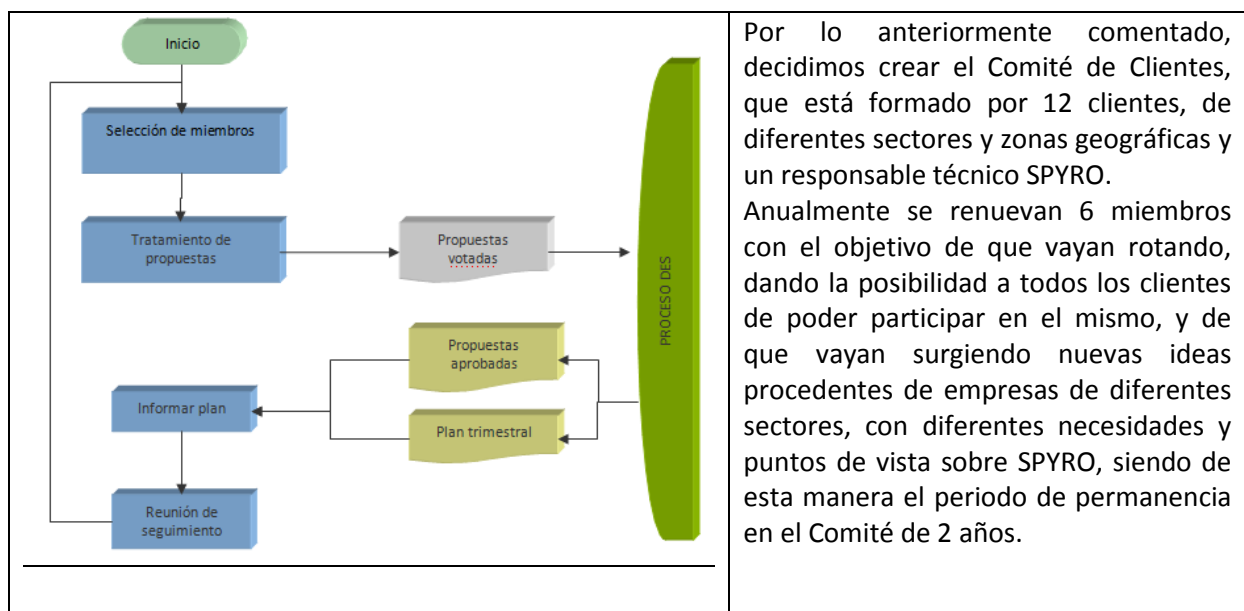 Inicio
Selección de miembros
Tratamiento de
propuestas
Propuestas
votadas
PROCESO DES
Propuestas
aprobadas
Plan trimestral
Informar plan
Reunión de
seguimiento
Por lo anteriormente comentado,
decidimos crear el Comité de Clientes,
que está formado por 12 clientes, de
diferentes sectores y zonas geográficas y
un responsable técnico SPYRO.
Anualmente se renuevan 6 miembros
con el objetivo de que vayan rotando,
dando la posibilidad a todos los clientes
de poder participar en el mismo, y de
que vayan surgiendo nuevas ideas
procedentes de empresas de diferentes
sectores, con diferentes necesidades y
puntos de vista sobre SPYRO, siendo de
esta manera el periodo de permanencia
en el Comité de 2 años.